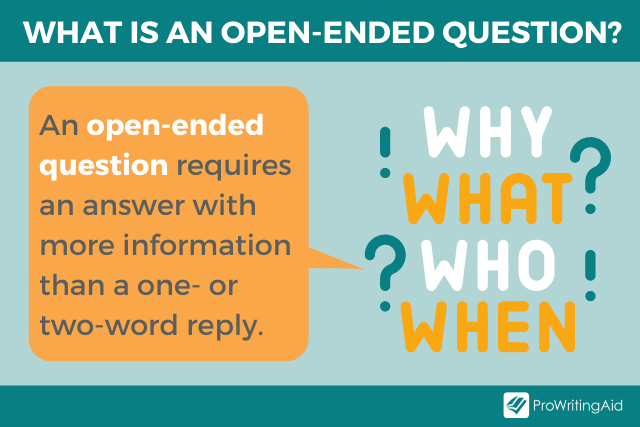 WHAT IS AN OPEN-ENDED QUESTION?
An open-ended
question requires
an answer with
more information
than a one- or
two-word reply.
! WHY
WHAT ?
? WHO
WHEN !
ProWritingAid